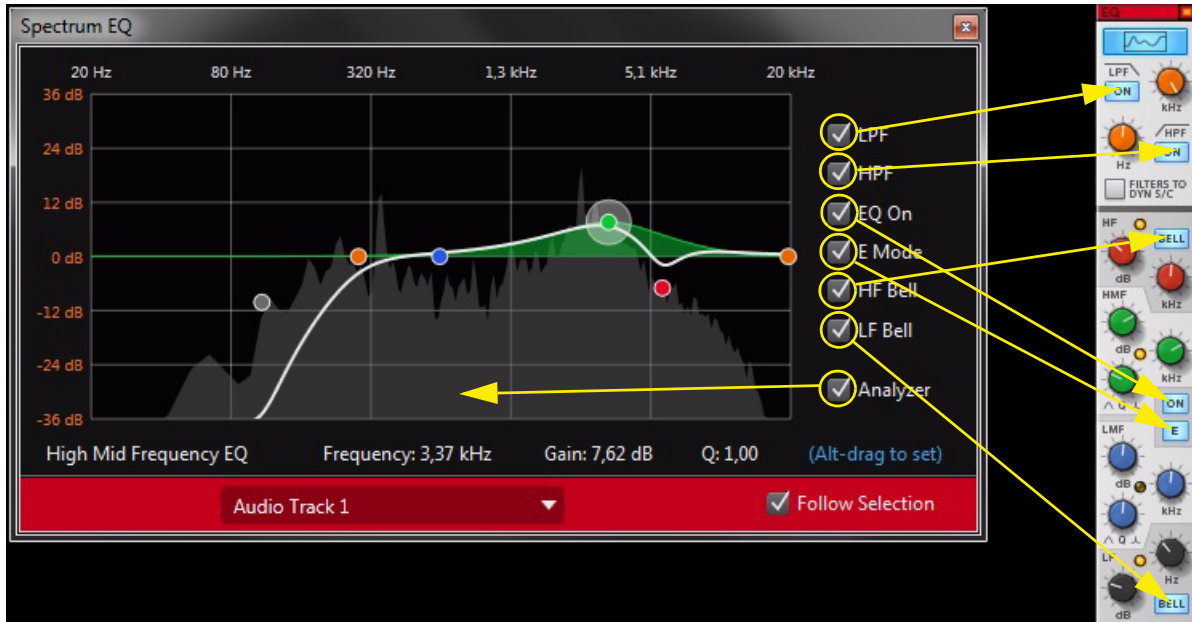 Spectrum EQ
20 Hz 80 Hz 320 Hz 1,3 kHz 5,1 kHz 20 kHz
36 dB
24 dB
12 dB
0 dB
-12 dB
-24 dB
-36 dB
LPF
HPF
EQ On
E Mode
HF Bell
LF Bell
Analyzer
High Mid Frequency EQ Frequency: 3,37 kHz Gain: 7,62 dB Q: 1,00 (Alt-drag to set)
Audio Track 1 Follow Selection
EQ
LPF
ON
kHz
HPF
ON
Hz
FILTERS TO
DYN S/C
HF
BELL
dB
HMF
kHz
dB
kHz
Q
ON
LMF
E
dB
kHz
Q
LF
Hz
BELL
dB